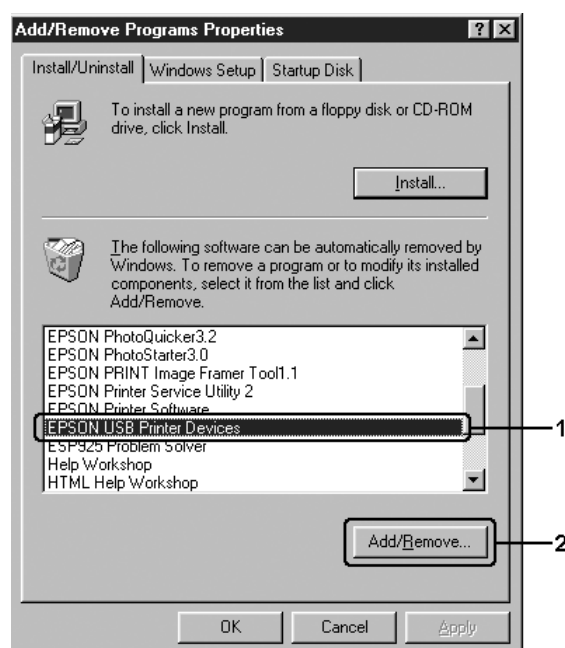 Add/Remove Programs Properties
Install/Uninstall Windows Setup Startup Disk
To install a new program from a floppy disk or CD-ROM
drive, click Install.
Install...
The following software can be automatically removed by
Windows. To remove a program or to modify its installed
components, select it from the list and click
Add/Remove.
EPSON PhotoQuicker3.2
EPSON PhotoStarter3.0
EPSON PRINT Image Framer Tool1.1
EPSON Printer Service Utility 2
EPSON Printer Software
EPSON USB Printer Devices
1
ESP925 Problem Solver
Help Workshop
HTML Help Workshop
Add/Remove...
2
OK Cancel Apply